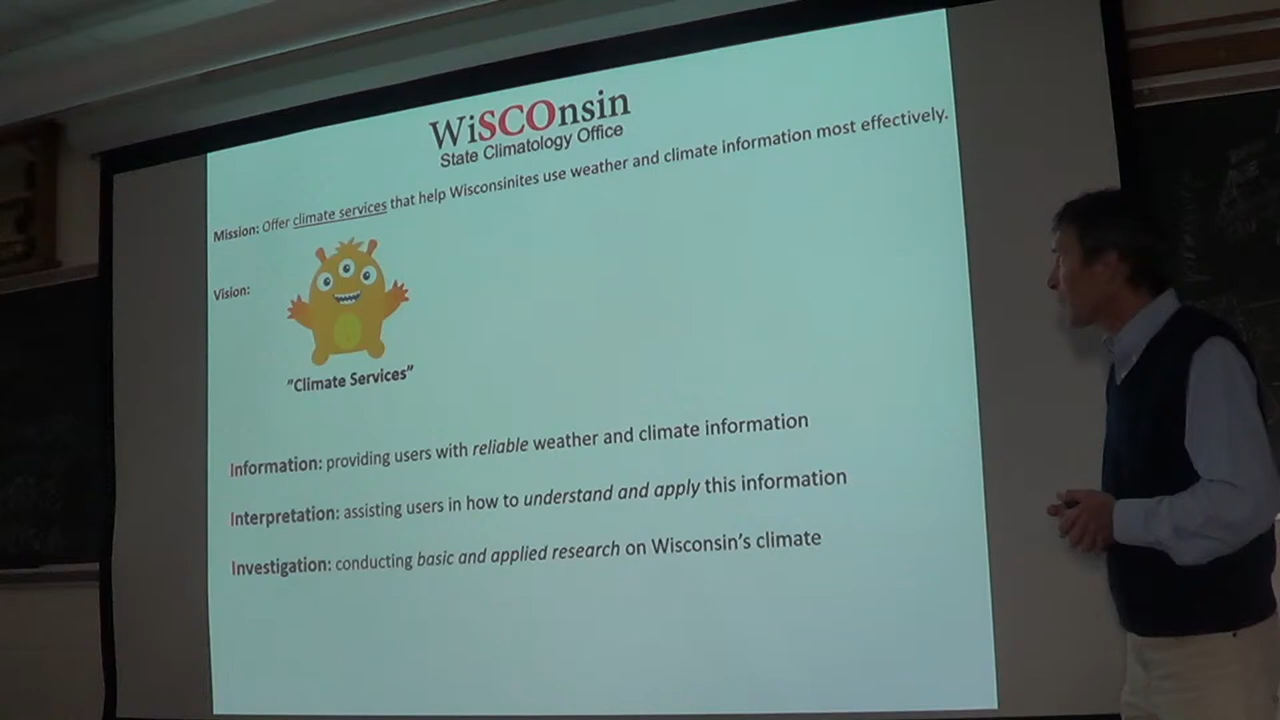 WiSCOnsin
State Climatology Office
Mission: Offer climate services that help Wisconsinites use weather and climate information most effectively.
Vision:
"Climate Services"
Information: providing users with reliable weather and climate information
Interpretation: assisting users in how to understand and apply this information
Investigation: conducting basic and applied research on Wisconsin's climate